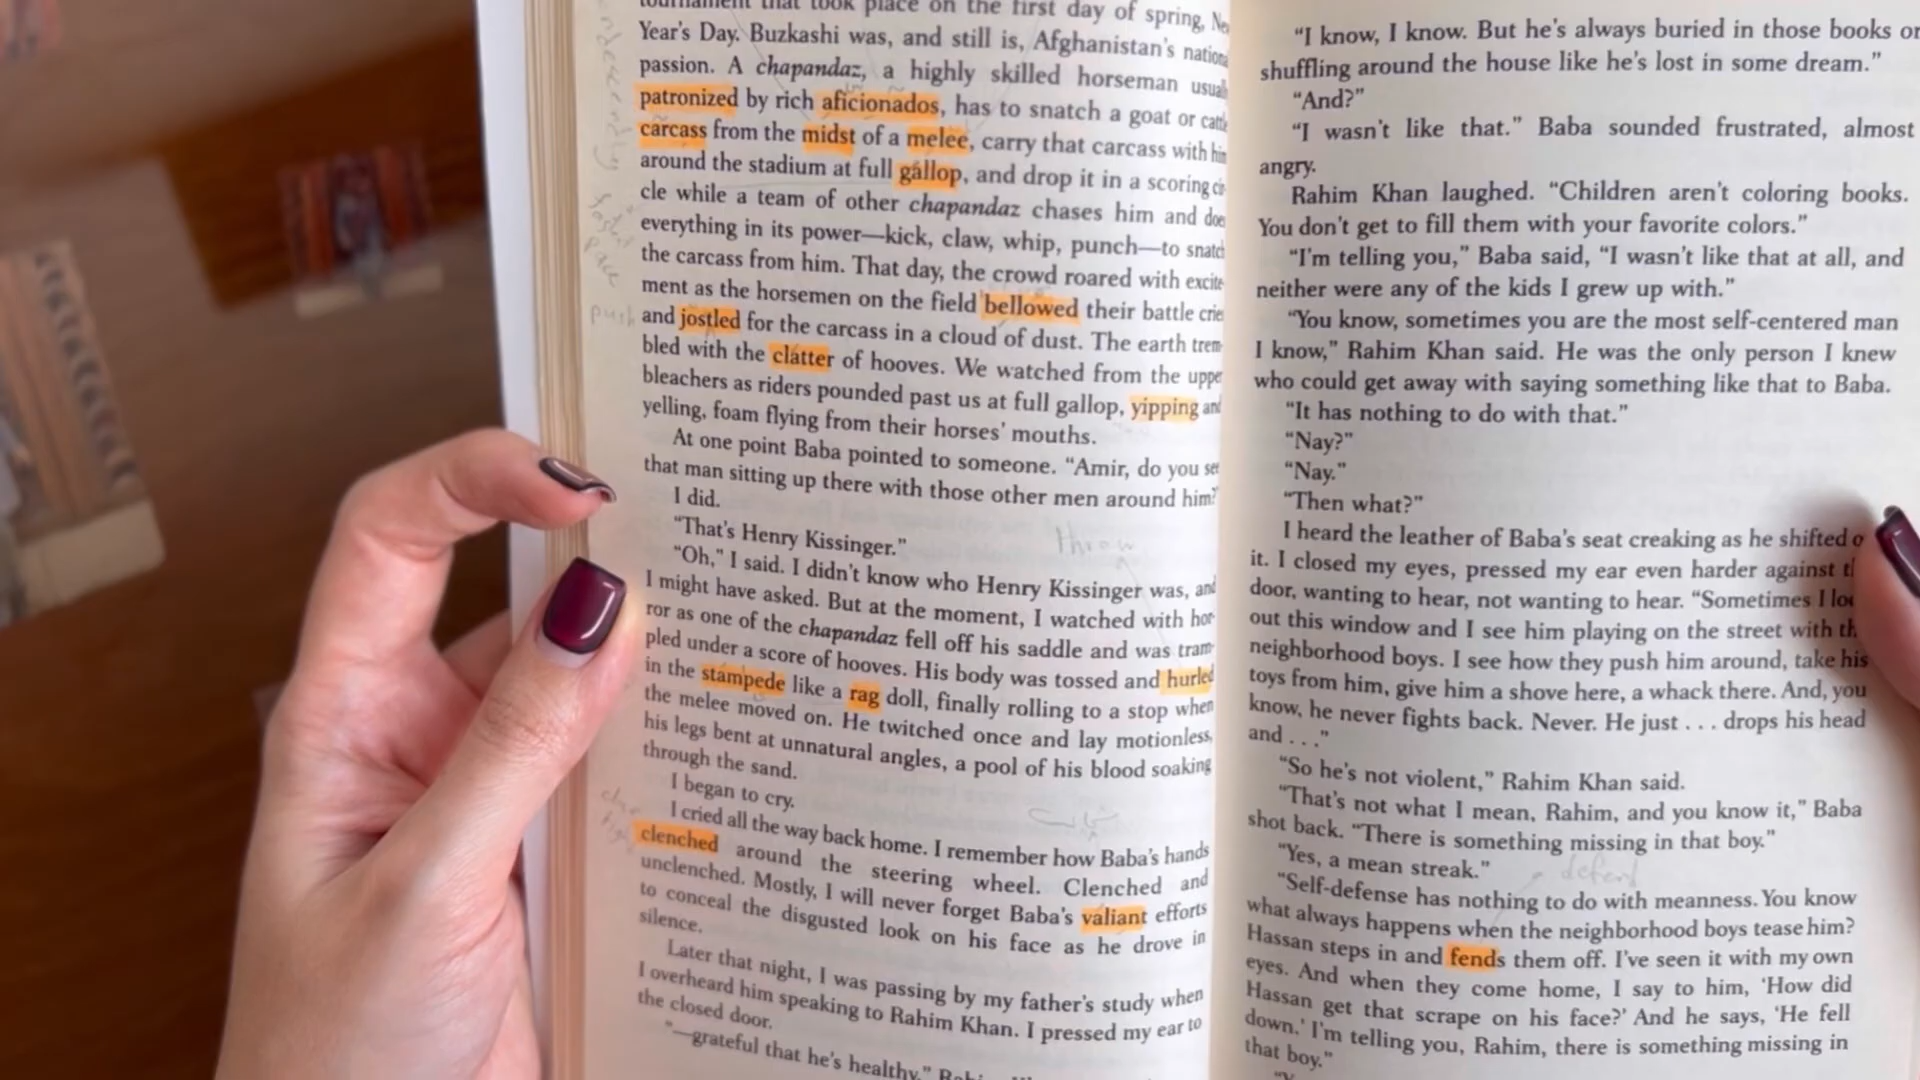 tournament that took place on the first day of spring,
Year's Day. Buzkashi was, and still is, Afghanistan's
passion. A chapandaz, a highly skilled horseman
patronized by rich aficionados, has to snatch a goat or
carcass from the midst of a melee, carry that carcass with
around the stadium at full gallop, and drop it in a scoring
cle while a team of other chapandaz chases him and
everything in its power—kick, claw, whip, punch—to snatch
the carcass from him. That day, the crowd roared with excite-
ment as the horsemen on the field bellowed their battle
and jostled for the carcass in a cloud of dust. The earth trem-
bled with the clatter of hooves. We watched from the upper
bleachers as riders pounded past us at full gallop, yipping and
yelling, foam flying from their horses' mouths.
At one point Baba pointed to someone. “Amir, do you
that man sitting up there with those other men around him?”
I did.
“That's Henry Kissinger.”
throw
“Oh,” I said. I didn't know who Henry Kissinger was, and
I might have asked. But at the moment, I watched with hor-
ror as one of the chapandaz fell off his saddle and was tram-
pled under a score of hooves. His body was tossed and hurled
in the stampede like a rag doll, finally rolling to a stop when
the melee moved on. He twitched once and lay motionless,
his legs bent at unnatural angles, a pool of his blood soaking
through the sand.
I began to cry.
I cried all the way back home. I remember how Baba's hands
clenched around the steering wheel. Clenched and
unclenched. Mostly, I will never forget Baba's valiant efforts
to conceal the disgusted look on his face as he drove in
silence.
Later that night, I was passing by my father's study when
I overheard him speaking to Rahim Khan. I pressed my ear to
the closed door.
“—grateful that he's healthy,”
push
“I know, I know. But he's always buried in those books or
shuffling around the house like he's lost in some dream.”
“And?”
“I wasn't like that.” Baba sounded frustrated, almost
angry.
Rahim Khan laughed. “Children aren't coloring books.
You don't get to fill them with your favorite colors.”
“I'm telling you,” Baba said, “I wasn't like that at all, and
neither were any of the kids I grew up with.”
“You know, sometimes you are the most self-centered man
I know,” Rahim Khan said. He was the only person I knew
who could get away with saying something like that to Baba.
“It has nothing to do with that.”
“Nay?”
“Nay.”
“Then what?”
I heard the leather of Baba's seat creaking as he shifted
it. I closed my eyes, pressed my ear even harder against
door, wanting to hear, not wanting to hear. “Sometimes I
out this window and I see him playing on the street with
neighborhood boys. I see how they push him around, take his
toys from him, give him a shove here, a whack there. And, you
know, he never fights back. Never. He just . . . drops his head
and . . .”
“So he's not violent,” Rahim Khan said.
“That's not what I mean, Rahim, and you know it,” Baba
shot back. “There is something missing in that boy.”
“Yes, a mean streak.”
defend
“Self-defense has nothing to do with meanness. You know
what always happens when the neighborhood boys tease him?
Hassan steps in and fends them off. I've seen it with my own
eyes. And when they come home, I say to him, ‘How did
Hassan get that scrape on his face?’ And he says, ‘He fell
down.’ I'm telling you, Rahim, there is something missing in
that boy.”